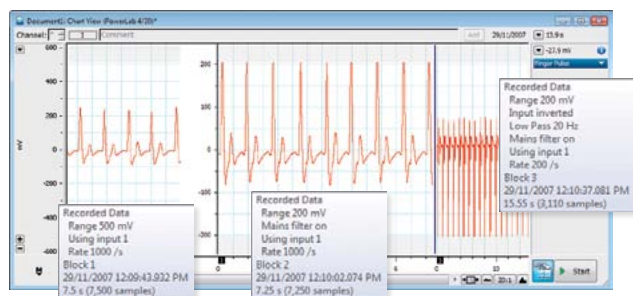 Document1: Chart View (PowerLab 4/30)*
Channel: 1 Comment Add 29/11/2007
13.9 s
-27.9 mV
Finger Pulse
600
400
200
0
-200
-400
-600
mV
200
100
0
-100
-200
Recorded Data
Range 500 mV
Using input 1
Rate 1000 /s
Block 1
29/11/2007 12:09:43.932 PM
7.5 s (7,500 samples)
Recorded Data
Range 200 mV
Mains filter on
Using input 1
Rate 1000 /s
Block 2
29/11/2007 12:10:02.074 PM
7.25 s (7,250 samples)
Recorded Data
Range 200 mV
Input inverted
Low Pass 20 Hz
Mains filter on
Using input 1
Rate 200 /s
Block 3
29/11/2007 12:10:37.081 PM
15.55 s (3,110 samples)
0 6 0 10
20:1
Start